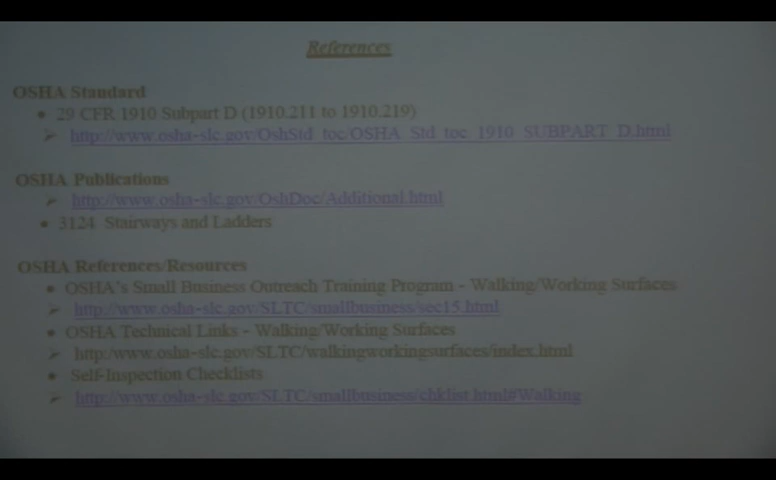 References
OSHA Standard
• 29 CFR 1910 Subpart D (1910.211 to 1910.219)
➢ http://www.osha-slc.gov/OshStd_toc/OSHA_Std_toc_1910_SUBPART_D.html
OSHA Publications
➢ http://www.osha-slc.gov/OshDoc/Additional.html
• 3124 Stairways and Ladders
OSHA References/Resources
• OSHA's Small Business Outreach Training Program - Walking/Working Surfaces
➢ http://www.osha-slc.gov/SLTC/smallbusiness/sec15.html
• OSHA Technical Links - Walking/Working Surfaces
➢ http:/www.osha-slc.gov/SLTC/walkingworkingsurfaces/index.html
• Self-Inspection Checklists
➢ http://www.osha-slc.gov/SLTC/smallbusiness/chklist.html#Walking